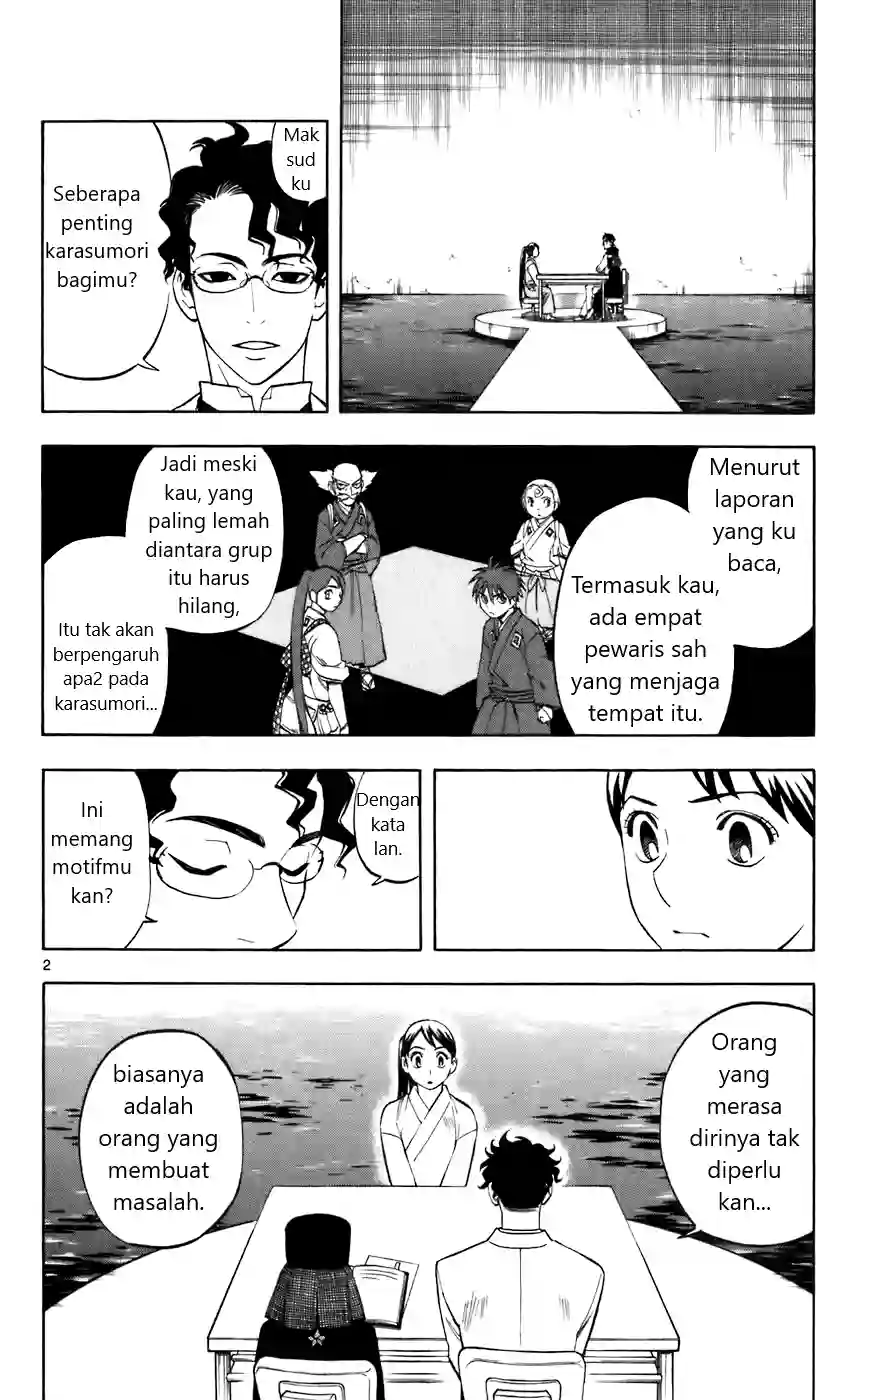 Mak
sud
ku
Seberapa
penting
karasumori
bagimu?
Menurut
laporan
yang ku
baca,
Termasuk kau,
ada empat
pewaris sah
yang menjaga
tempat itu.
Jadi meski
kau, yang
paling lemah
diantara grup
itu harus
hilang,
Itu tak akan
berpengaruh
apa2 pada
karasumori...
Dengan
kata
lan.
Ini
memang
motifmu
kan?
2
Orang
yang
merasa
dirinya tak
diperlu
kan...
biasanya
adalah
orang yang
membuat
masalah.